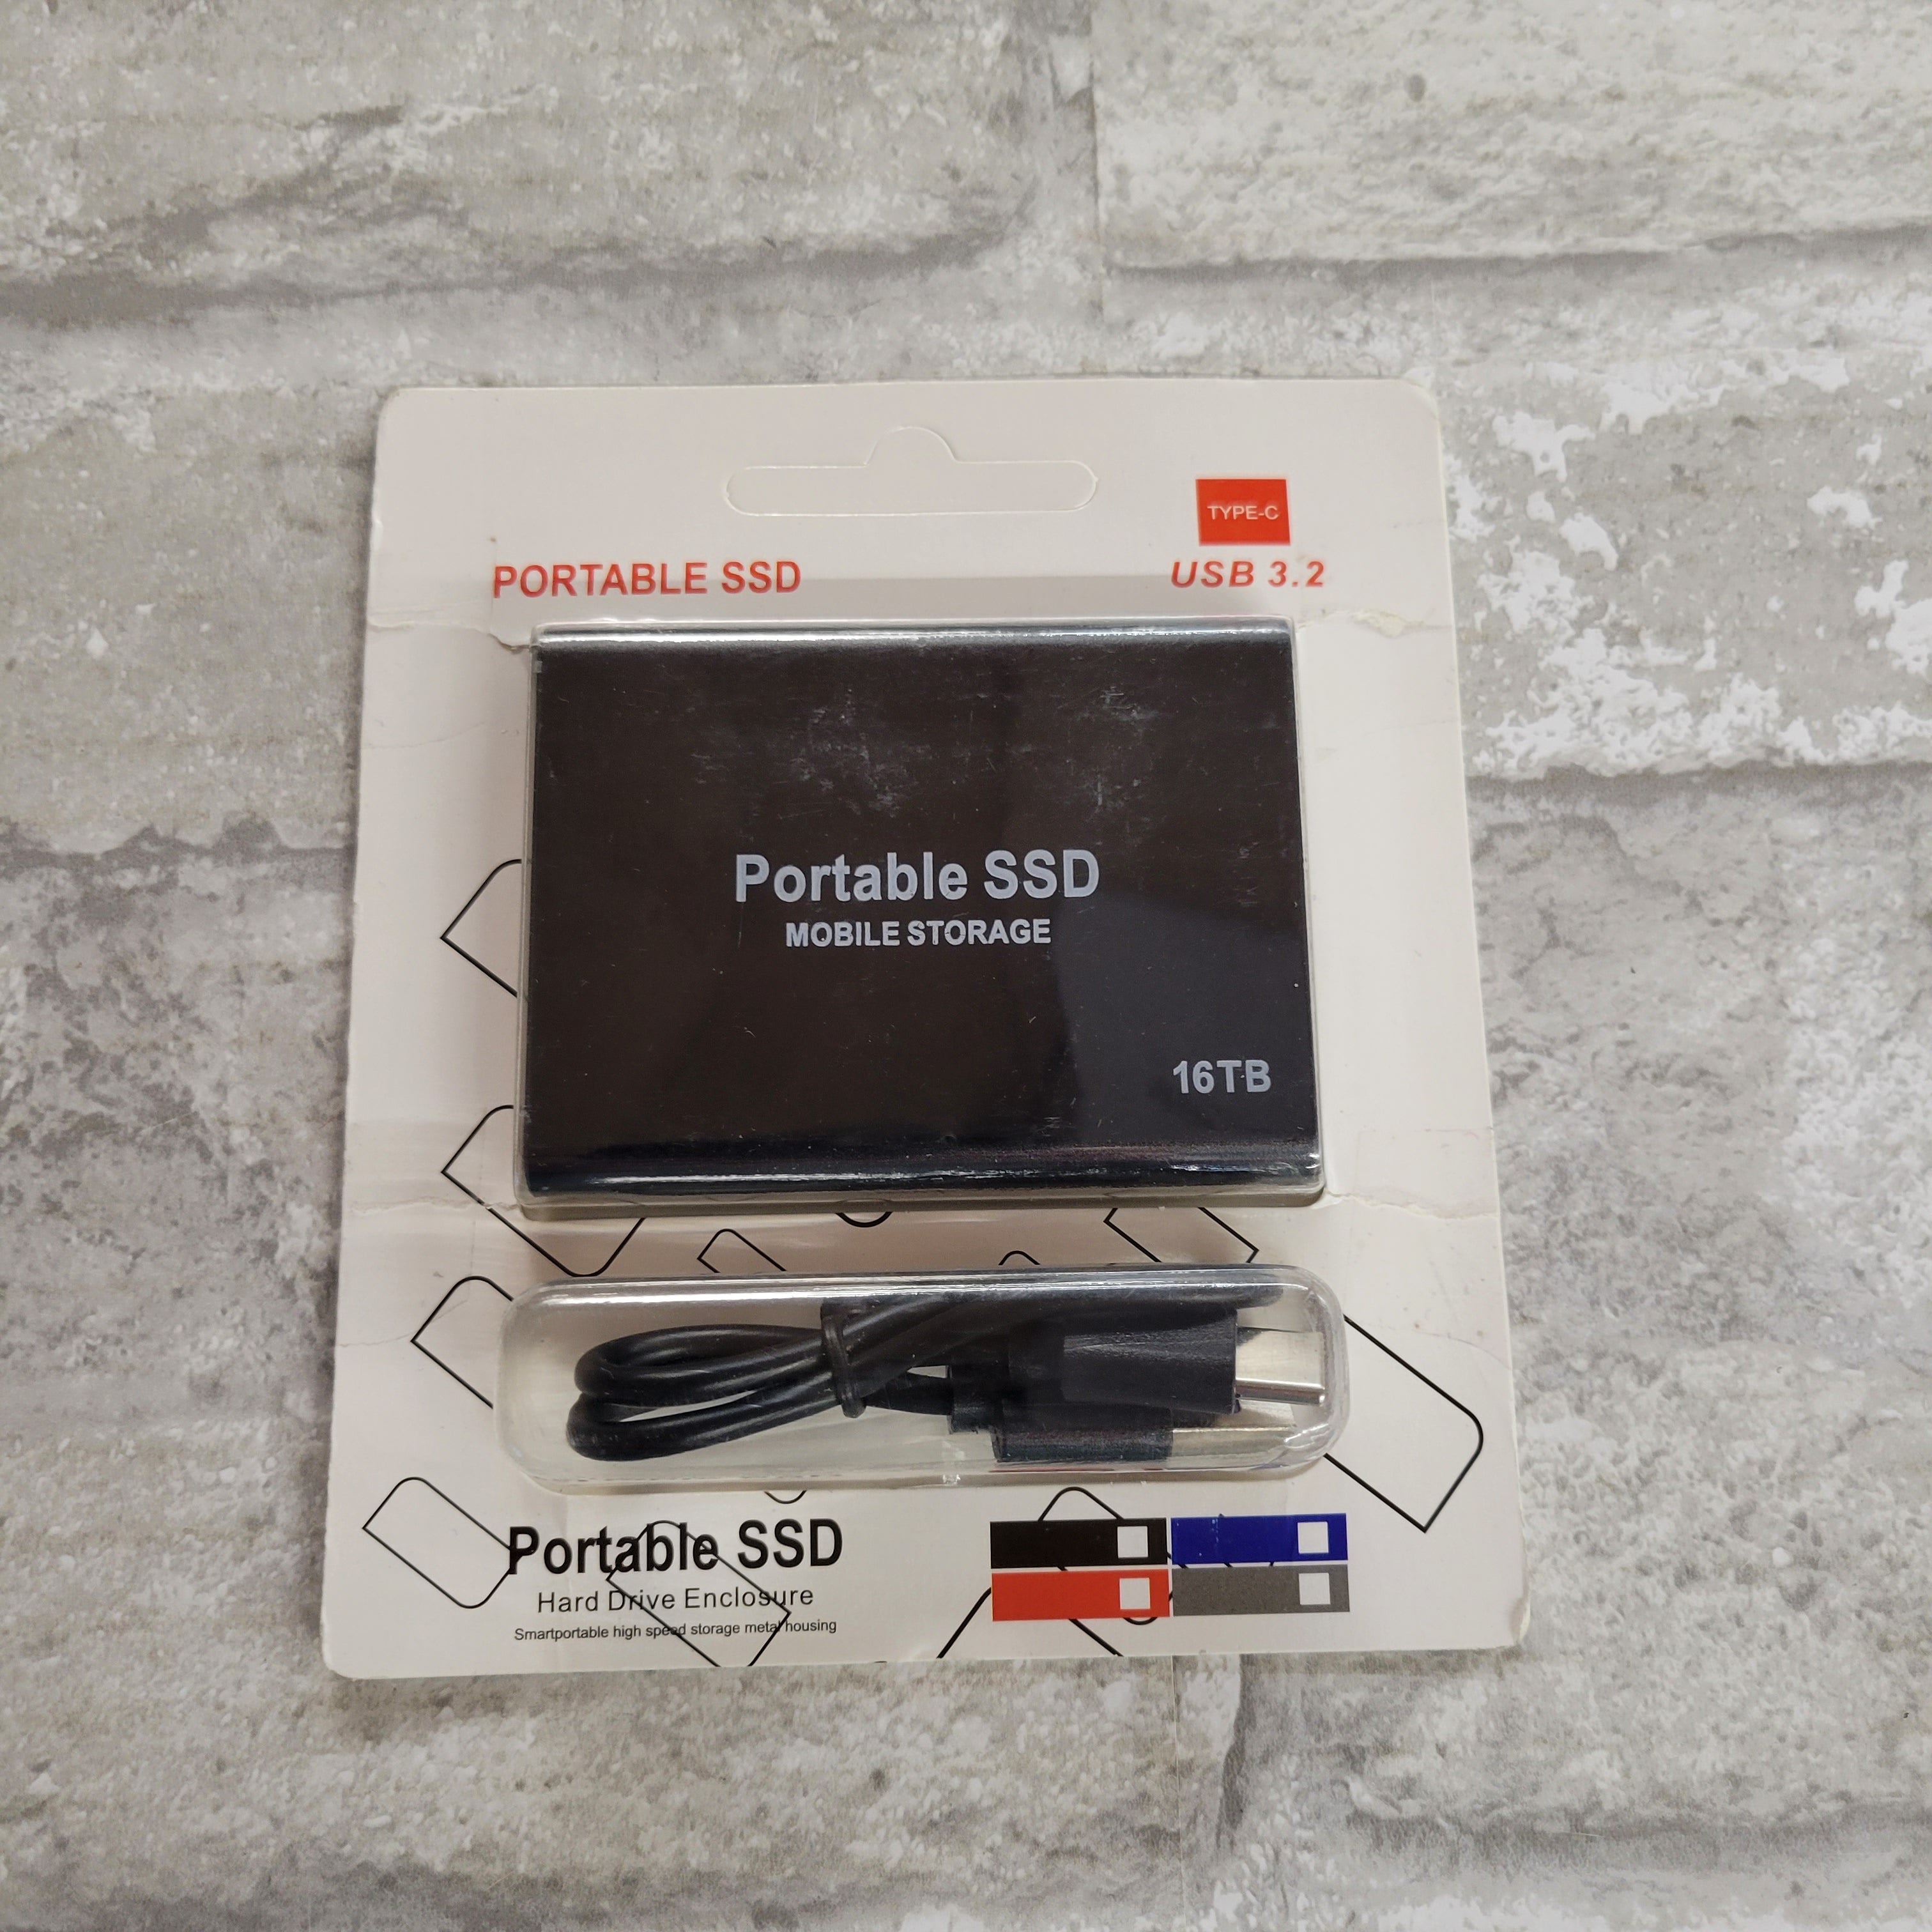 TYPE-C
PORTABLE SSD
USB 3.2
Portable SSD
MOBILE STORAGE
16TB
Portable SSD
Hard Drive Enclosure
Smartportable high speed storage metal housing